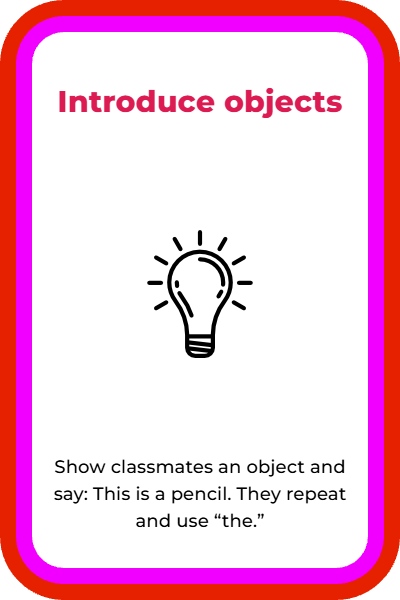 Introduce objects
Show classmates an object and
say: This is a pencil. They repeat
and use “the.”